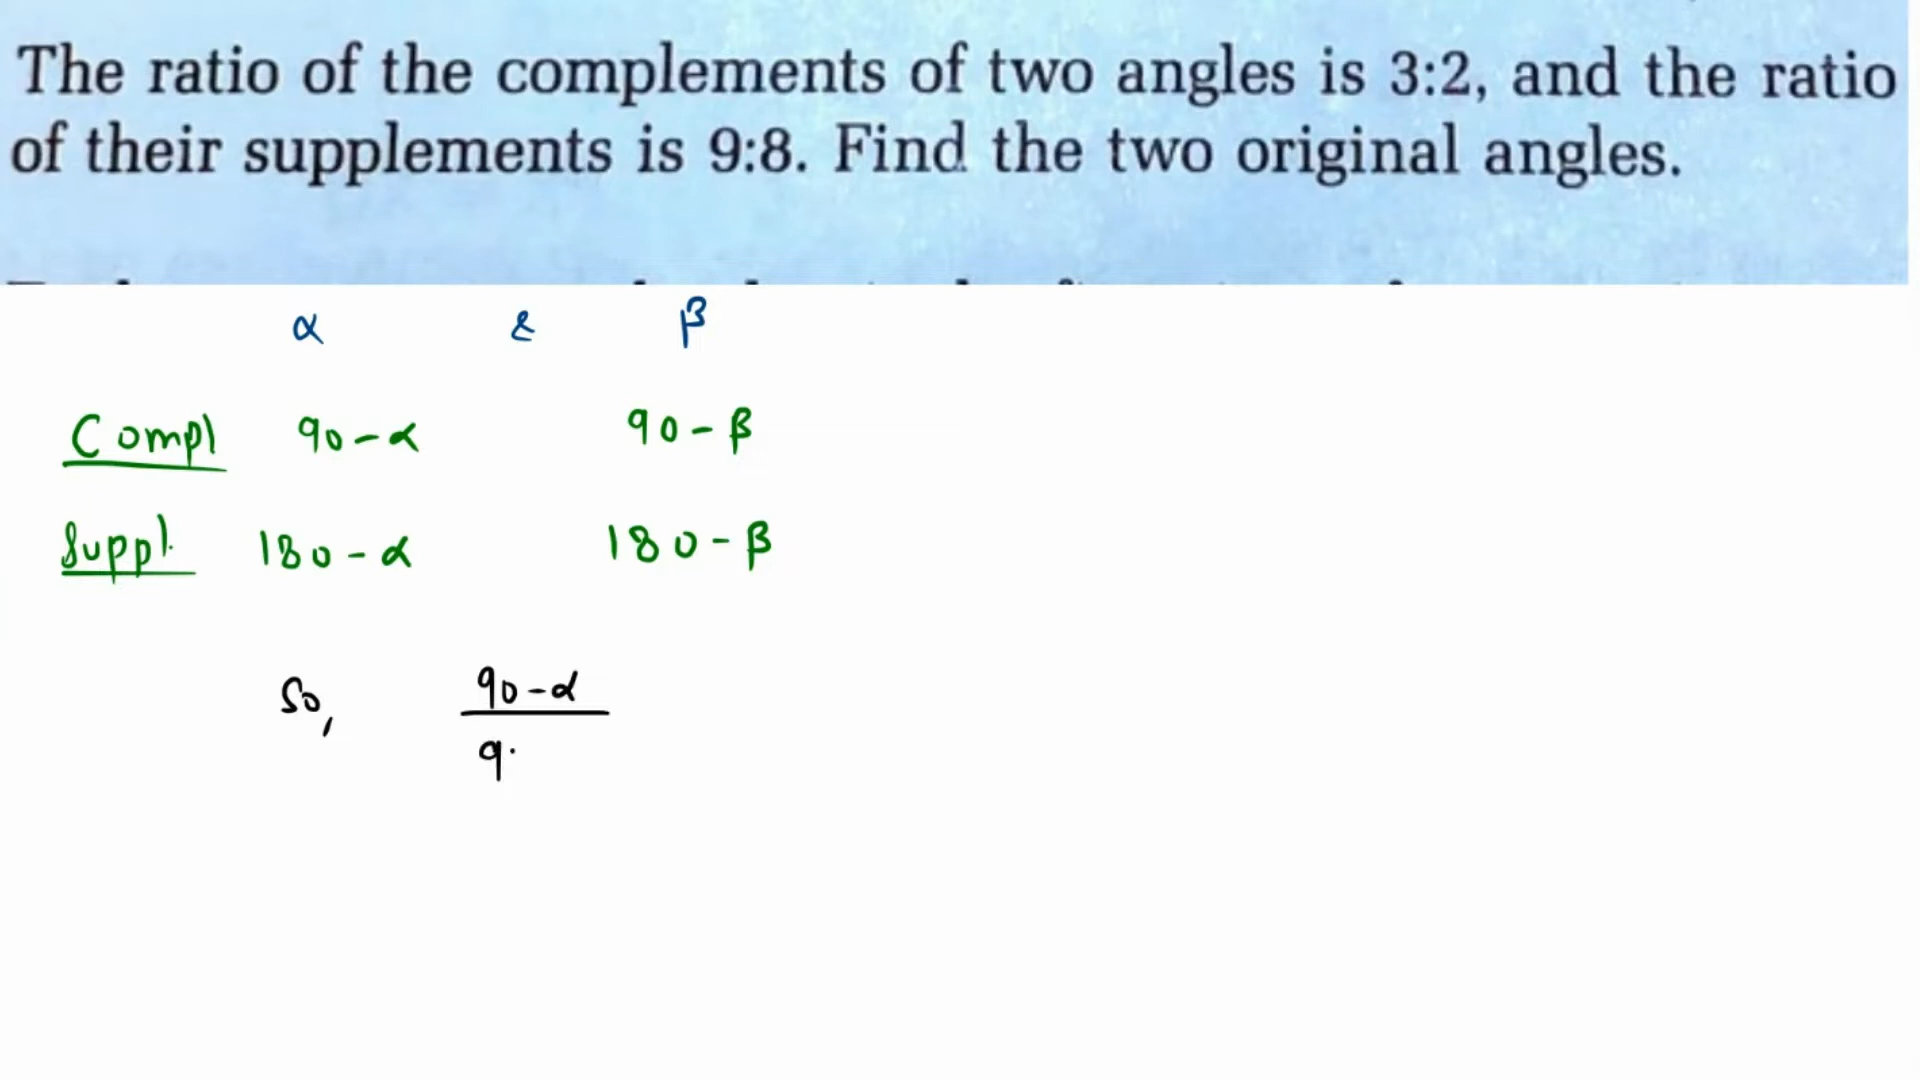 The ratio of the complements of two angles is 3:2, and the ratio
of their supplements is 9:8. Find the two original angles.
α & β
Compl 90-α 90-β
Suppl. 180-α 180-β
So, 90-α
9.